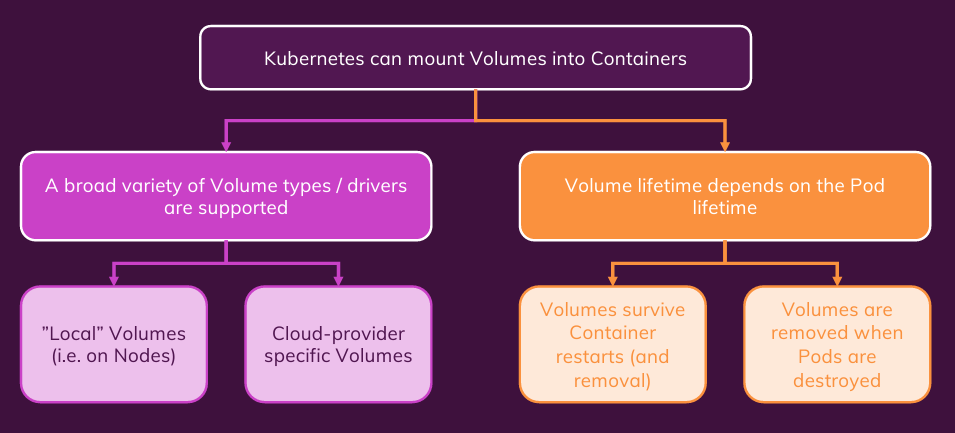 Kubernetes can mount Volumes into Containers
A broad variety of Volume types / drivers
are supported
Volume lifetime depends on the Pod
lifetime
”Local” Volumes
(i.e. on Nodes)
Cloud-provider
specific Volumes
Volumes survive
Container
restarts (and
removal)
Volumes are
removed when
Pods are
destroyed